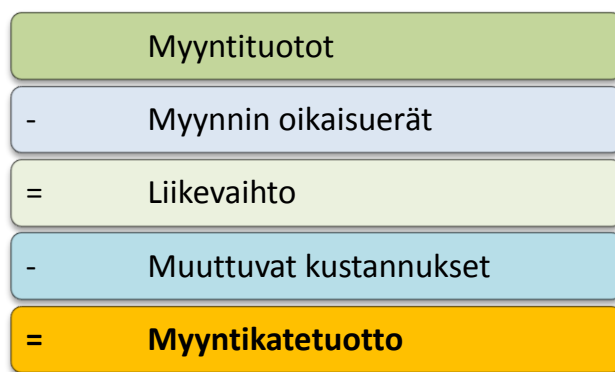 Myyntituotot
- Myynnin oikaisuerät
= Liikevaihto
- Muuttuvat kustannukset
= Myyntikatetuotto